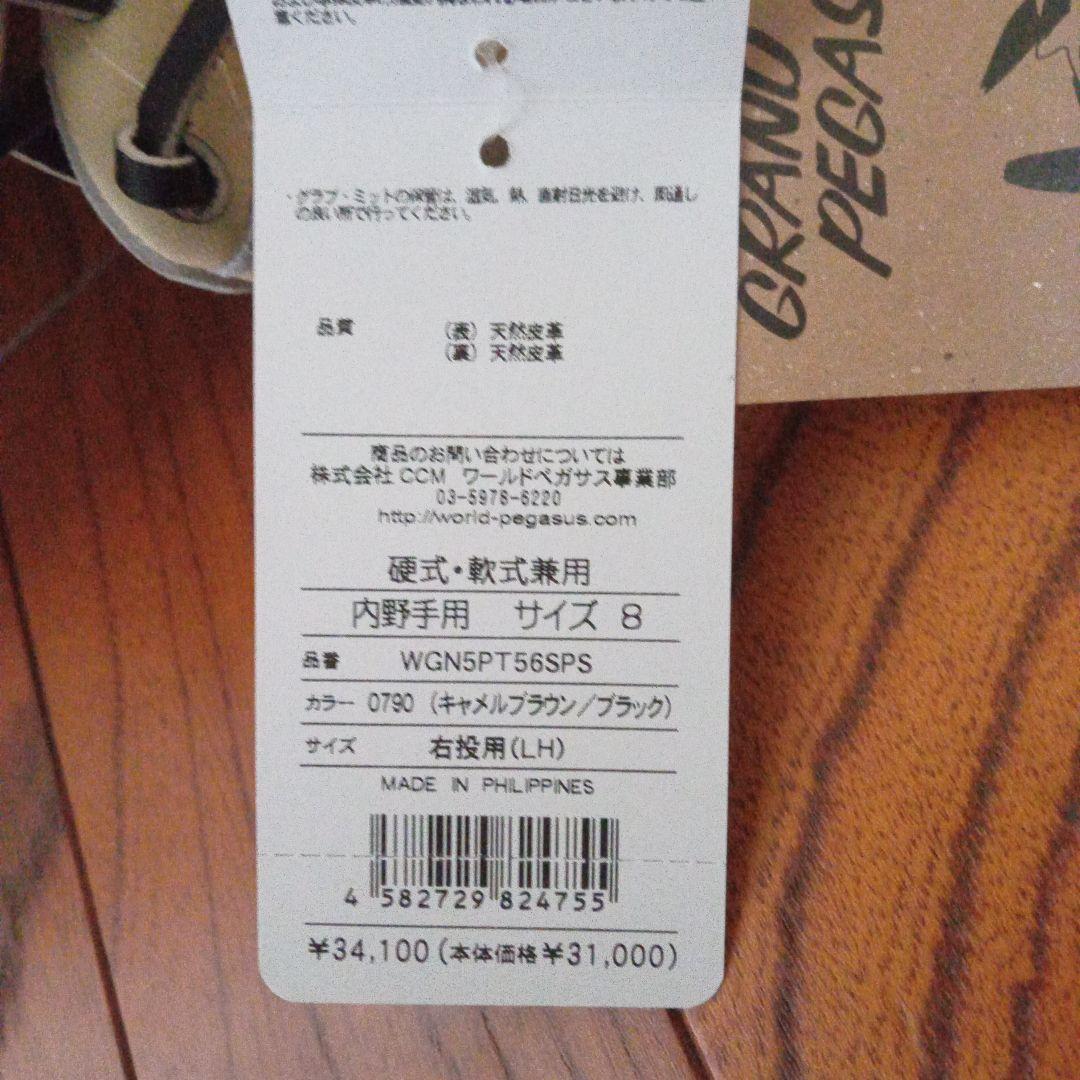 意ください。
・グラブ・ミットの保管は、湿気、熱、直射日光を避け、風通し
の良い所で行ってください。
品質 (表) 天然皮革
(裏) 天然皮革
商品のお問い合わせについては
株式会社 CCM ワールドペガサス事業部
03-5978-6220
http://world-pegasus.com
硬式・軟式兼用
内野手用 サイズ 8
品番 WGN5PT56SPS
カラー 0790 (キャメルブラウン/ブラック)
サイズ 右投用(LH)
MADE IN PHILIPPINES
4 582729 824755
¥34,100 (本体価格 ¥31,000)
GRAND
PEGAS